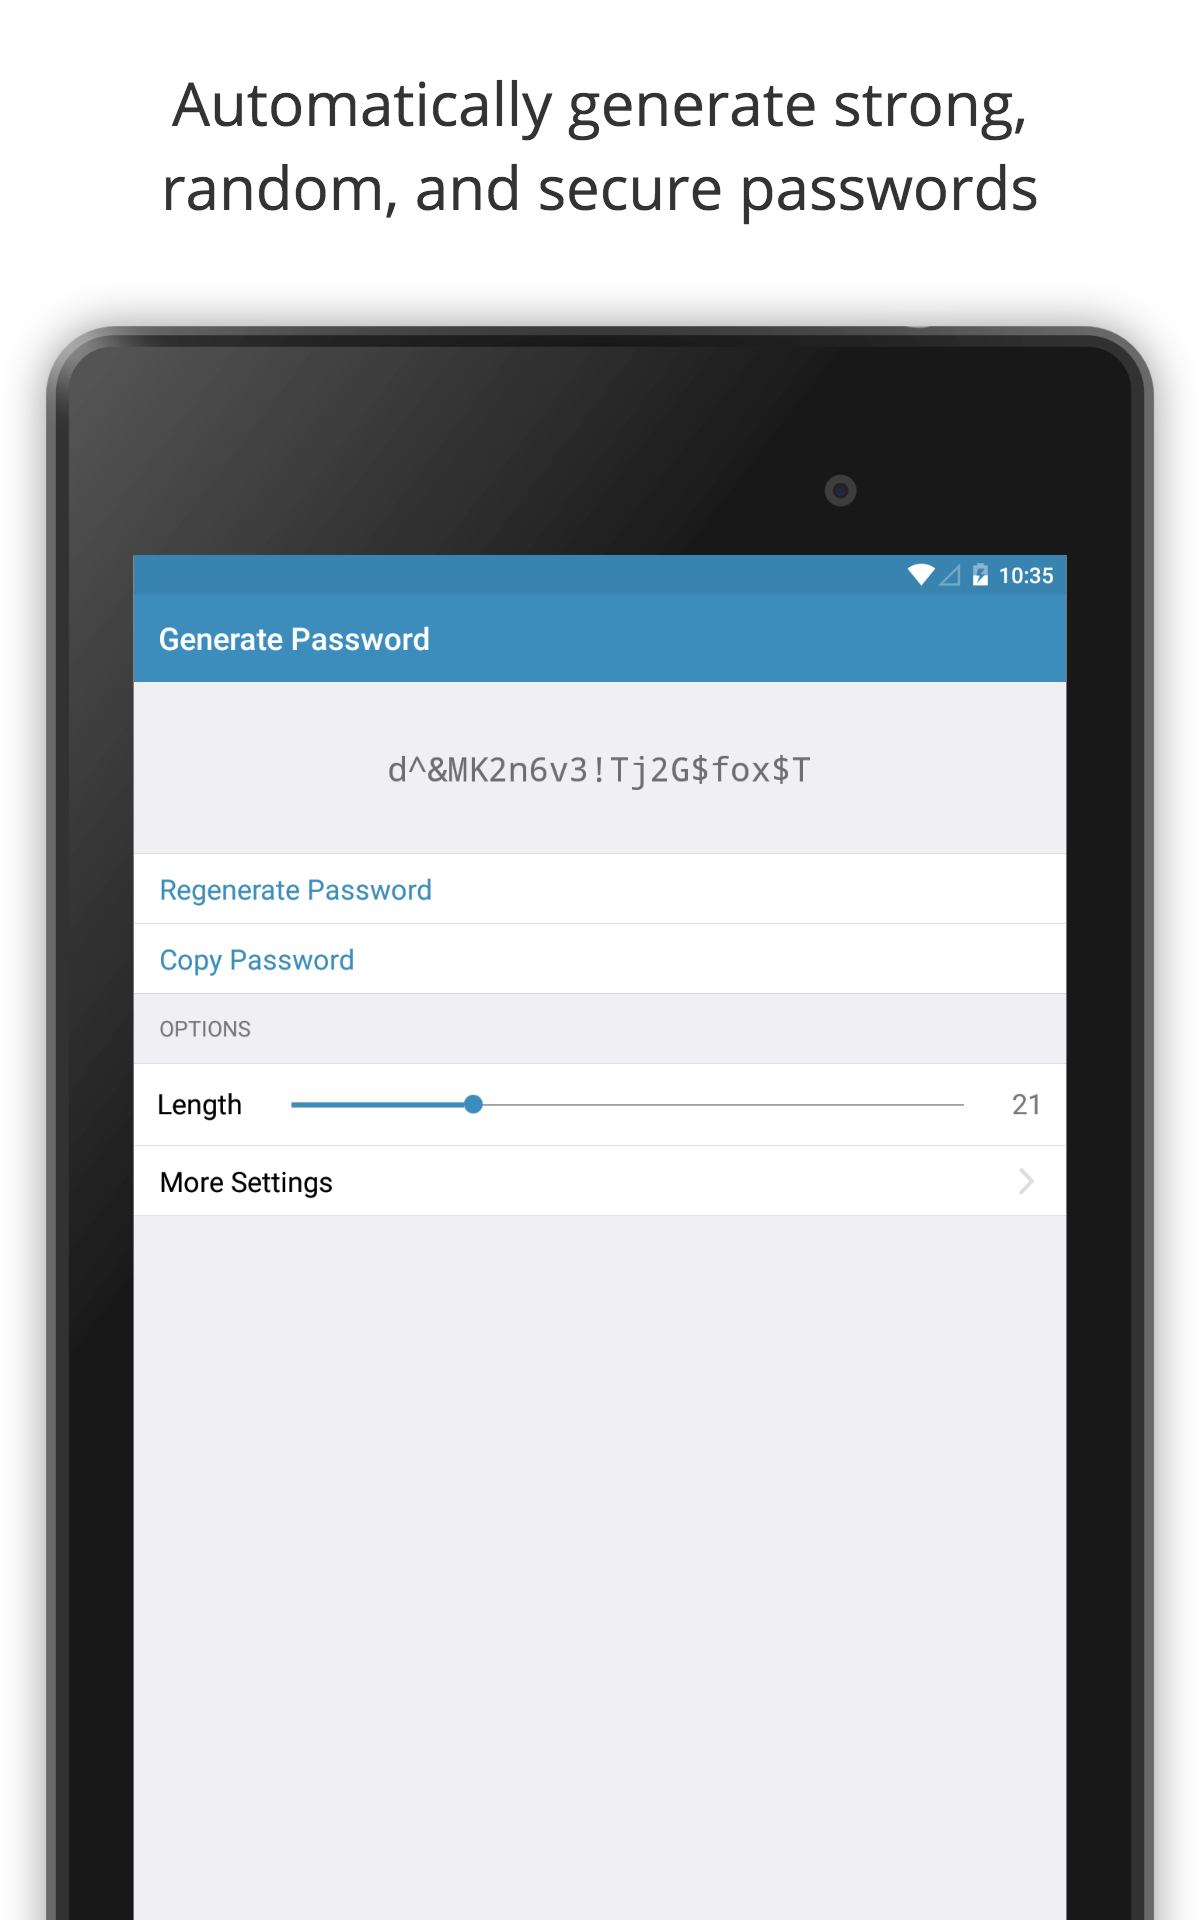 Automatically generate strong,
random, and secure passwords
10:35
Generate Password
d^&MK2n6v3!Tj2G$fox$T
Regenerate Password
Copy Password
OPTIONS
Length 21
More Settings